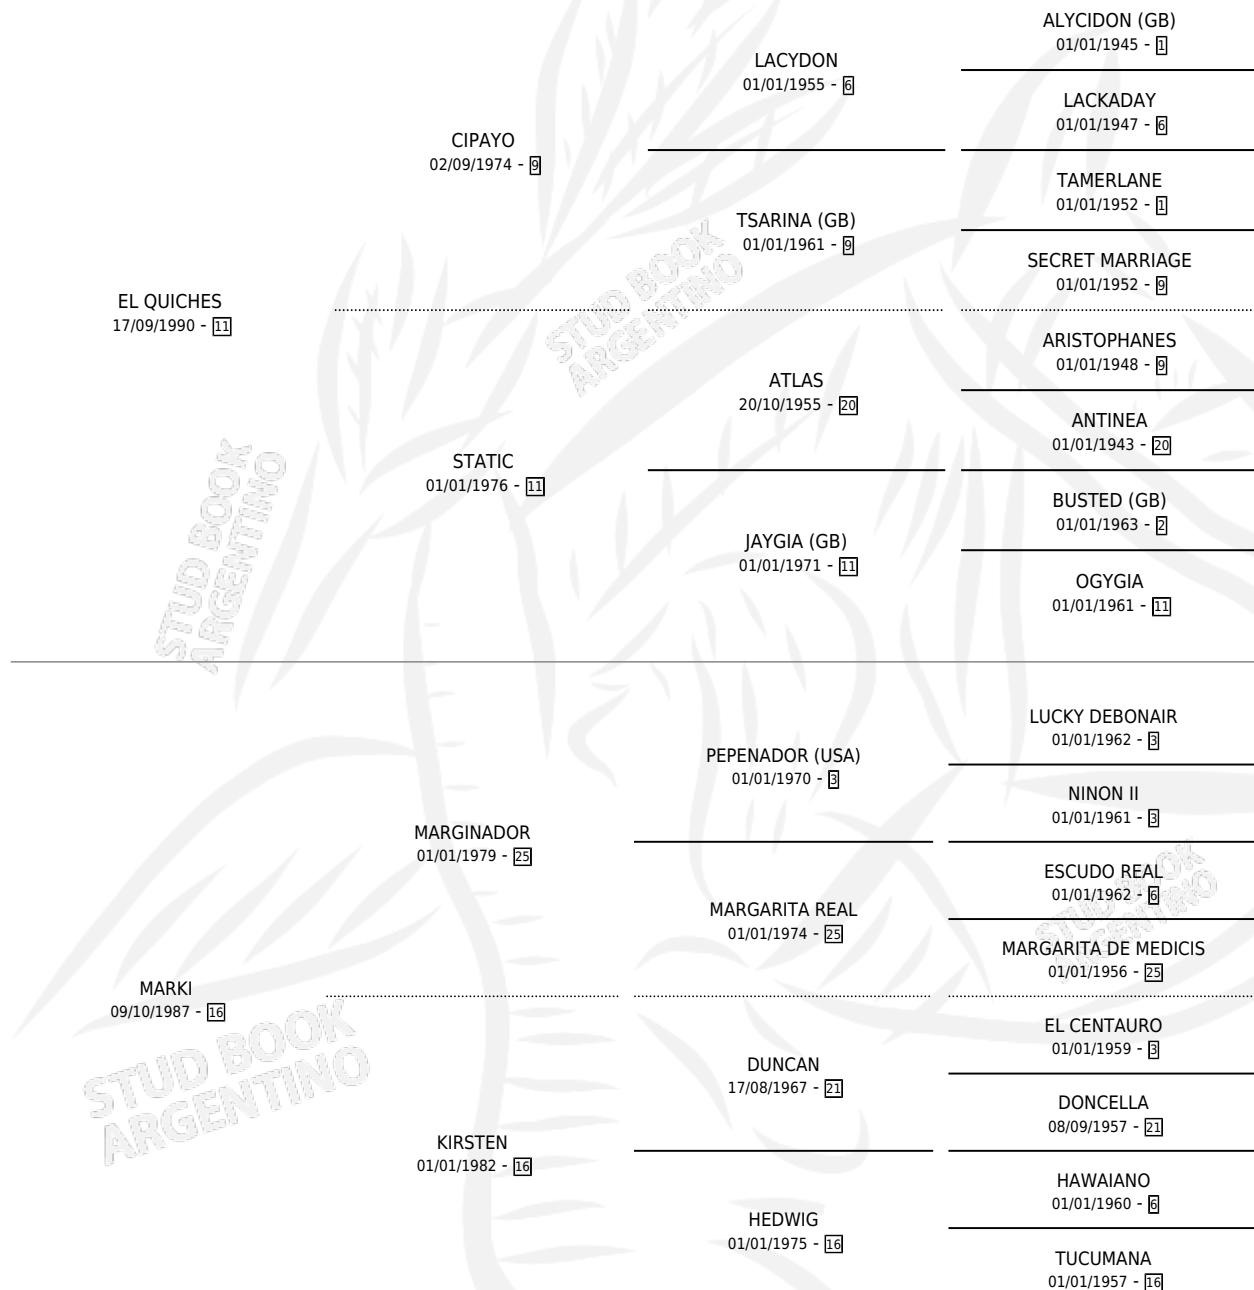 ALYCIDON (GB)
01/01/1945 - 1
LACYDON
01/01/1955 - 6
LACKADAY
01/01/1947 - 6
CIPAYO
02/09/1974 - 9
TAMERLANE
01/01/1952 - 1
TSARINA (GB)
01/01/1961 - 9
SECRET MARRIAGE
01/01/1952 - 9
EL QUICHES
17/09/1990 - 11
STUD BOOK
ARGENTINO
ARISTOPHANES
01/01/1948 - 9
ATLAS
20/10/1955 - 20
ANTINEA
01/01/1943 - 20
STATIC
01/01/1976 - 11
BUSTED (GB)
01/01/1963 - 2
JAYGIA (GB)
01/01/1971 - 11
OGYGIA
01/01/1961 - 11
STUD BOOK
ARGENTINO
LUCKY DEBONAIR
01/01/1962 - 3
PEPENADOR (USA)
01/01/1970 - 3
NINON II
01/01/1961 - 3
MARGINADOR
01/01/1979 - 25
ESCUDO REAL
01/01/1962 - 6
MARGARITA REAL
01/01/1974 - 25
MARGARITA DE MEDICIS
01/01/1956 - 25
STUD BOOK
ARGENTINO
MARKI
09/10/1987 - 16
EL CENTAURO
01/01/1959 - 3
DUNCAN
17/08/1967 - 21
DONCELLA
08/09/1957 - 21
STUD BOOK
ARGENTINO
KIRSTEN
01/01/1982 - 16
HAWAIANO
01/01/1960 - 6
HEDWIG
01/01/1975 - 16
TUCUMANA
01/01/1957 - 16